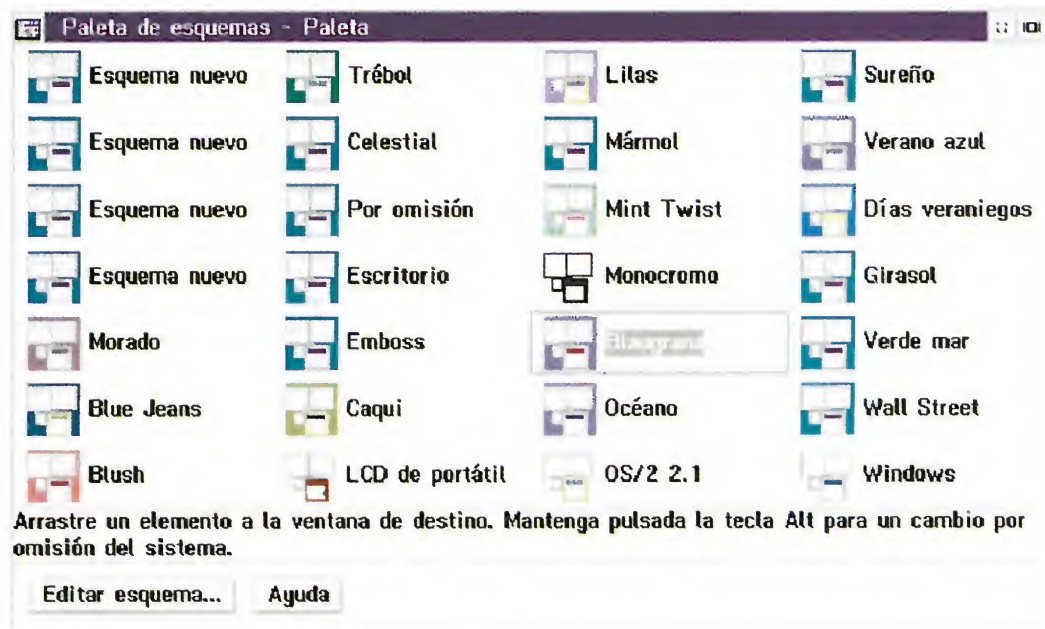 Paleta de esquemas - Paleta
Esquema nuevo Trébol Lilas Sureño
Esquema nuevo Celestial Mármol Verano azul
Esquema nuevo Por omisión Mint Twist Días veraniegos
Esquema nuevo Escritorio Monocromo Girasol
Morado Emboss Verde mar
Blue Jeans Caqui Océano Wall Street
Blush LCD de portátil OS/2 2.1 Windows
Arrastre un elemento a la ventana de destino. Mantenga pulsada la tecla Alt para un cambio por
omisión del sistema.
Editar esquema... Ayuda